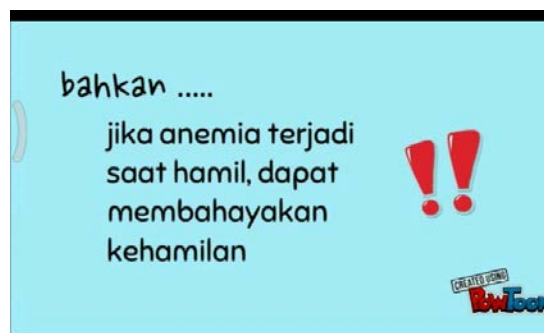 bahkan .....
jika anemia terjadi
saat hamil, dapat
membahayakan
kehamilan
!!
CREATED USING
POWTOON